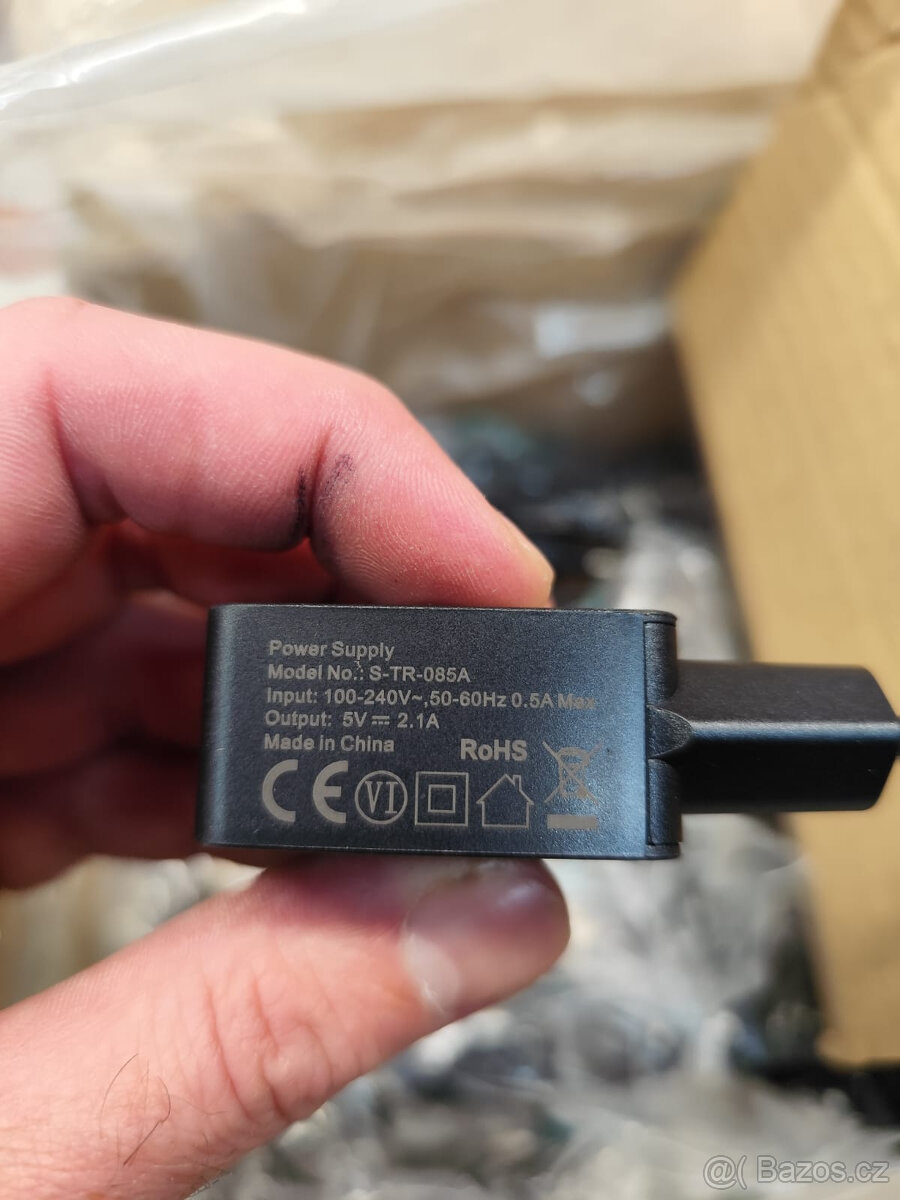 Power Supply
Model No.: S-TR-085A
Input: 100-240V~,50-60Hz 0.5A Max
Output: 5V⎓2.1A
Made in China
RoHS
CE VI
@( Bazos.cz